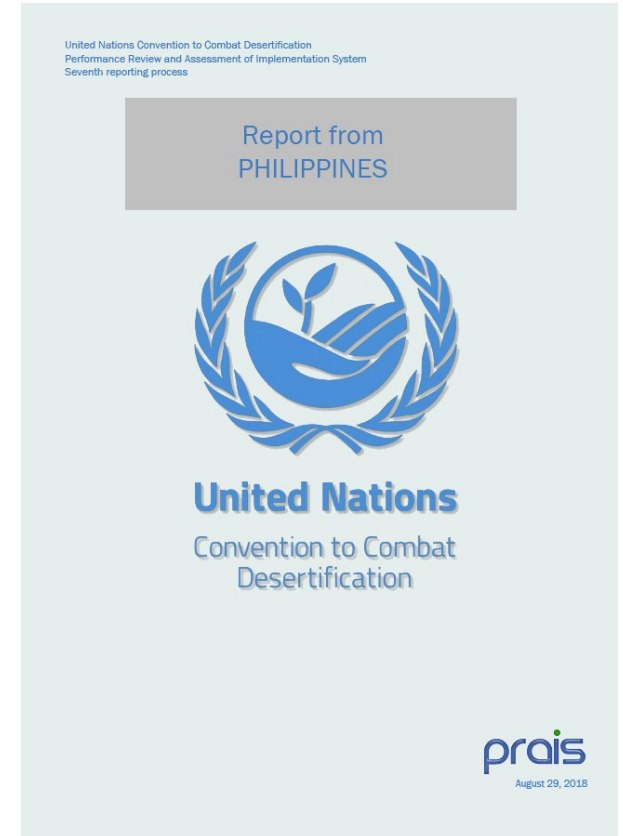 United Nations Convention to Combat Desertification
Performance Review and Assessment of Implementation System
Seventh reporting process
Report from
PHILIPPINES
United Nations
Convention to Combat
Desertification
prais
August 29, 2018